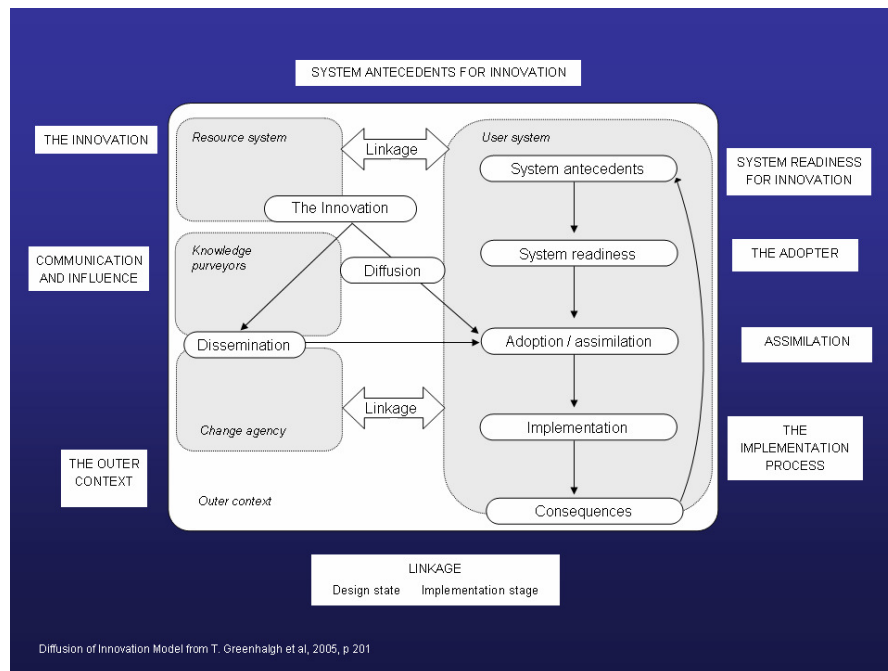 SYSTEM ANTECEDENTS FOR INNOVATION
THE INNOVATION
Resource system
Linkage
User system
System antecedents
SYSTEM READINESS
FOR INNOVATION
The Innovation
COMMUNICATION
AND INFLUENCE
Knowledge
purveyors
Diffusion
System readiness
THE ADOPTER
Dissemination
Adoption / assimilation
ASSIMILATION
Change agency
Linkage
Implementation
THE
IMPLEMENTATION
PROCESS
THE OUTER
CONTEXT
Outer context
Consequences
LINKAGE
Design state Implementation stage
Diffusion of Innovation Model from T. Greenhalgh et al, 2005, p 201